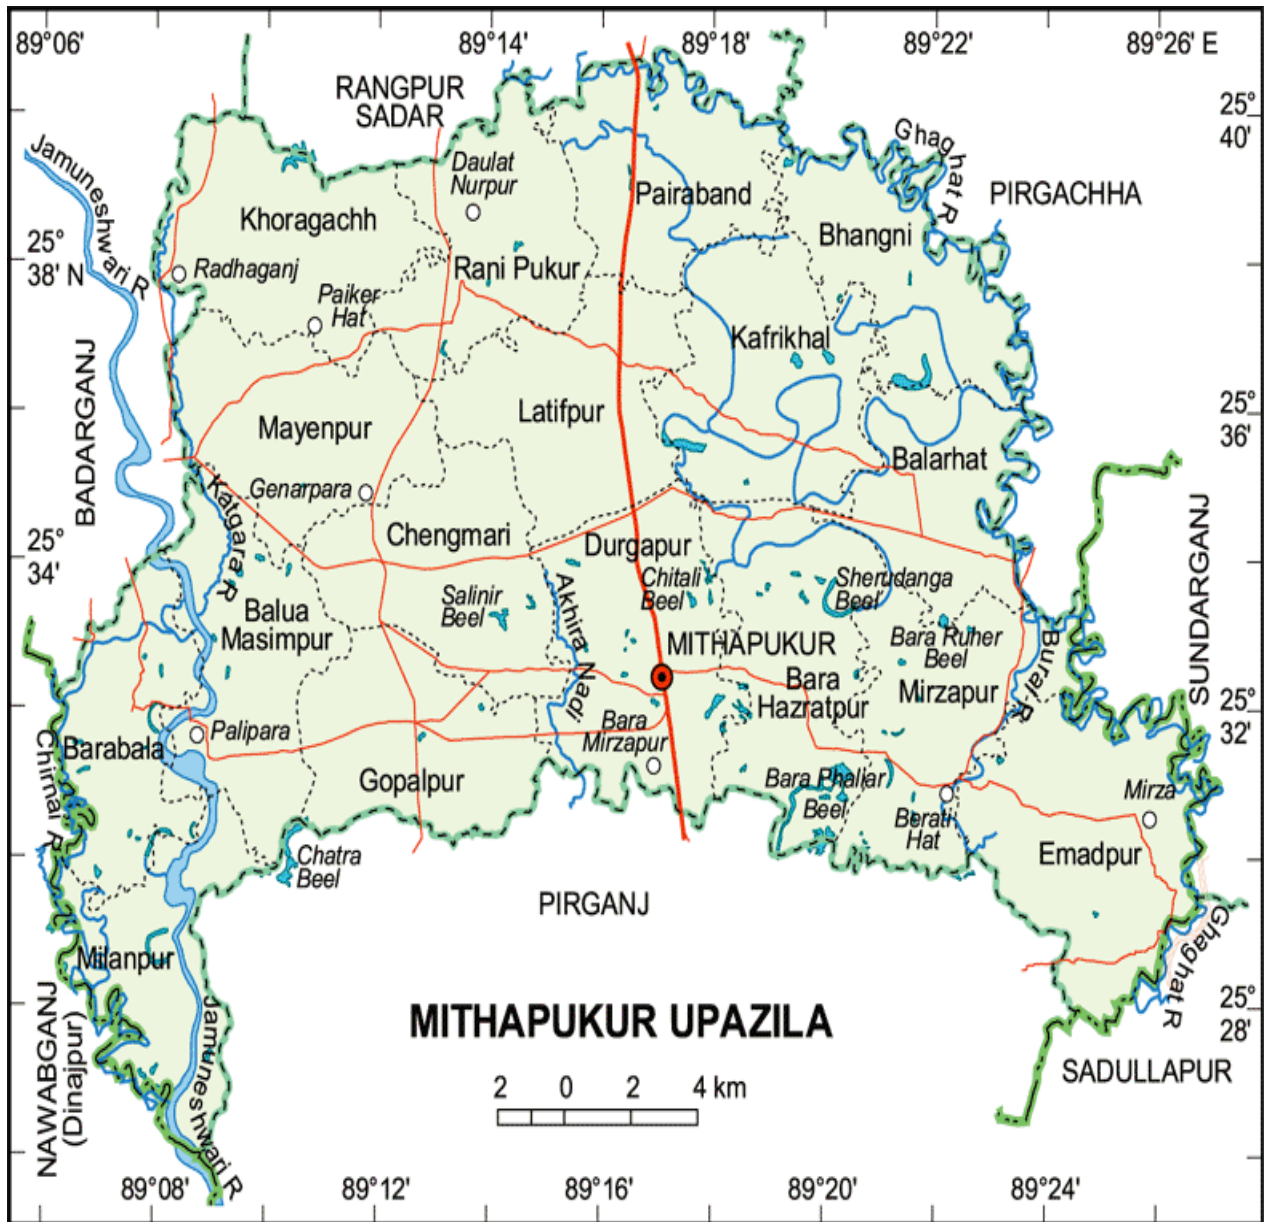 89°06'
89°14'
89°18'
89°22'
89°26' E
RANGPUR
SADAR
25°
40'
Jamuneshwari R
Ghaghat R
Daulat
Nurpur
PIRGACHHA
Pairaband
Khoragachh
Bhangni
25°
38' N
Radhaganj
Rani Pukur
Paiker
Hat
Kafrikhal
BADARGANJ
Latifpur
25°
36'
Mayenpur
Balarhat
Genarpara
Katgara R
Chengmari
SUNDARGANJ
25°
34'
Durgapur
Chitali
Beel
Sherudanga
Beel
Akhira Nadi
Salinir
Beel
Balua
Masimpur
MITHAPUKUR
Bara Ruher
Beel
Bural R
Bara
Hazratpur
Mirzapur
25°
32'
Bara
Mirzapur
Palipara
Barabala
Chimal R
Gopalpur
Bara Phaliar
Beel
Berati
Hat
Mirza
Emadpur
Chatra
Beel
PIRGANJ
Ghaghat R
Milanpur
25°
28'
NAWABGANJ
(Dinajpur)
Jamuneshwari R
MITHAPUKUR UPAZILA
SADULLAPUR
2 0 2 4 km
89°08'
89°12'
89°16'
89°20'
89°24'